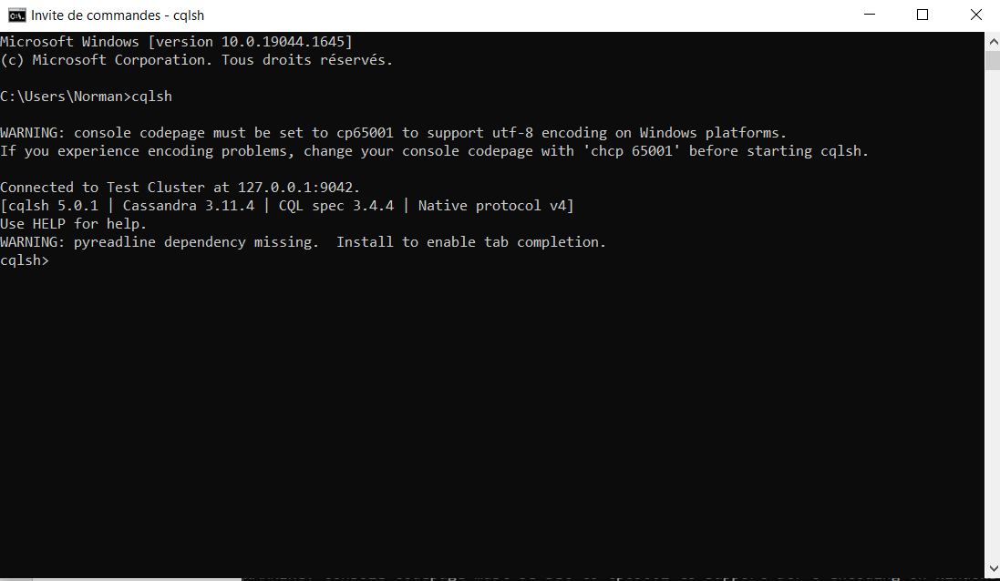 Invite de commandes - cqlsh
Microsoft Windows [version 10.0.19044.1645]
(c) Microsoft Corporation. Tous droits réservés.
C:\Users\Norman>cqlsh
WARNING: console codepage must be set to cp65001 to support utf-8 encoding on Windows platforms.
If you experience encoding problems, change your console codepage with 'chcp 65001' before starting cqlsh.
Connected to Test Cluster at 127.0.0.1:9042.
[cqlsh 5.0.1 | Cassandra 3.11.4 | CQL spec 3.4.4 | Native protocol v4]
Use HELP for help.
WARNING: pyreadline dependency missing.  Install to enable tab completion.
cqlsh>